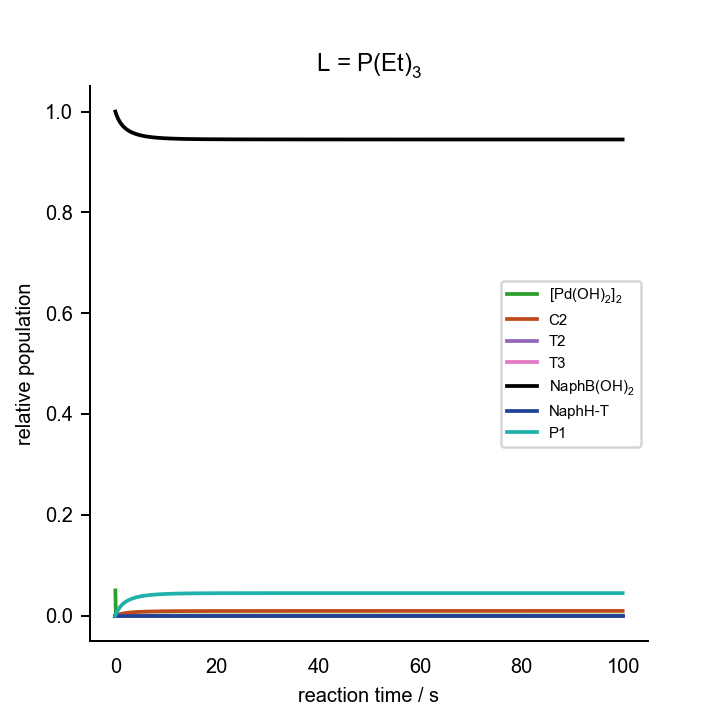 L = P(Et)₃
1.0
0.8
0.6
0.4
0.2
0.0
relative population
[Pd(OH)₂]₂
C2
T2
T3
NaphB(OH)₂
NaphH-T
P1
0 20 40 60 80 100
reaction time / s